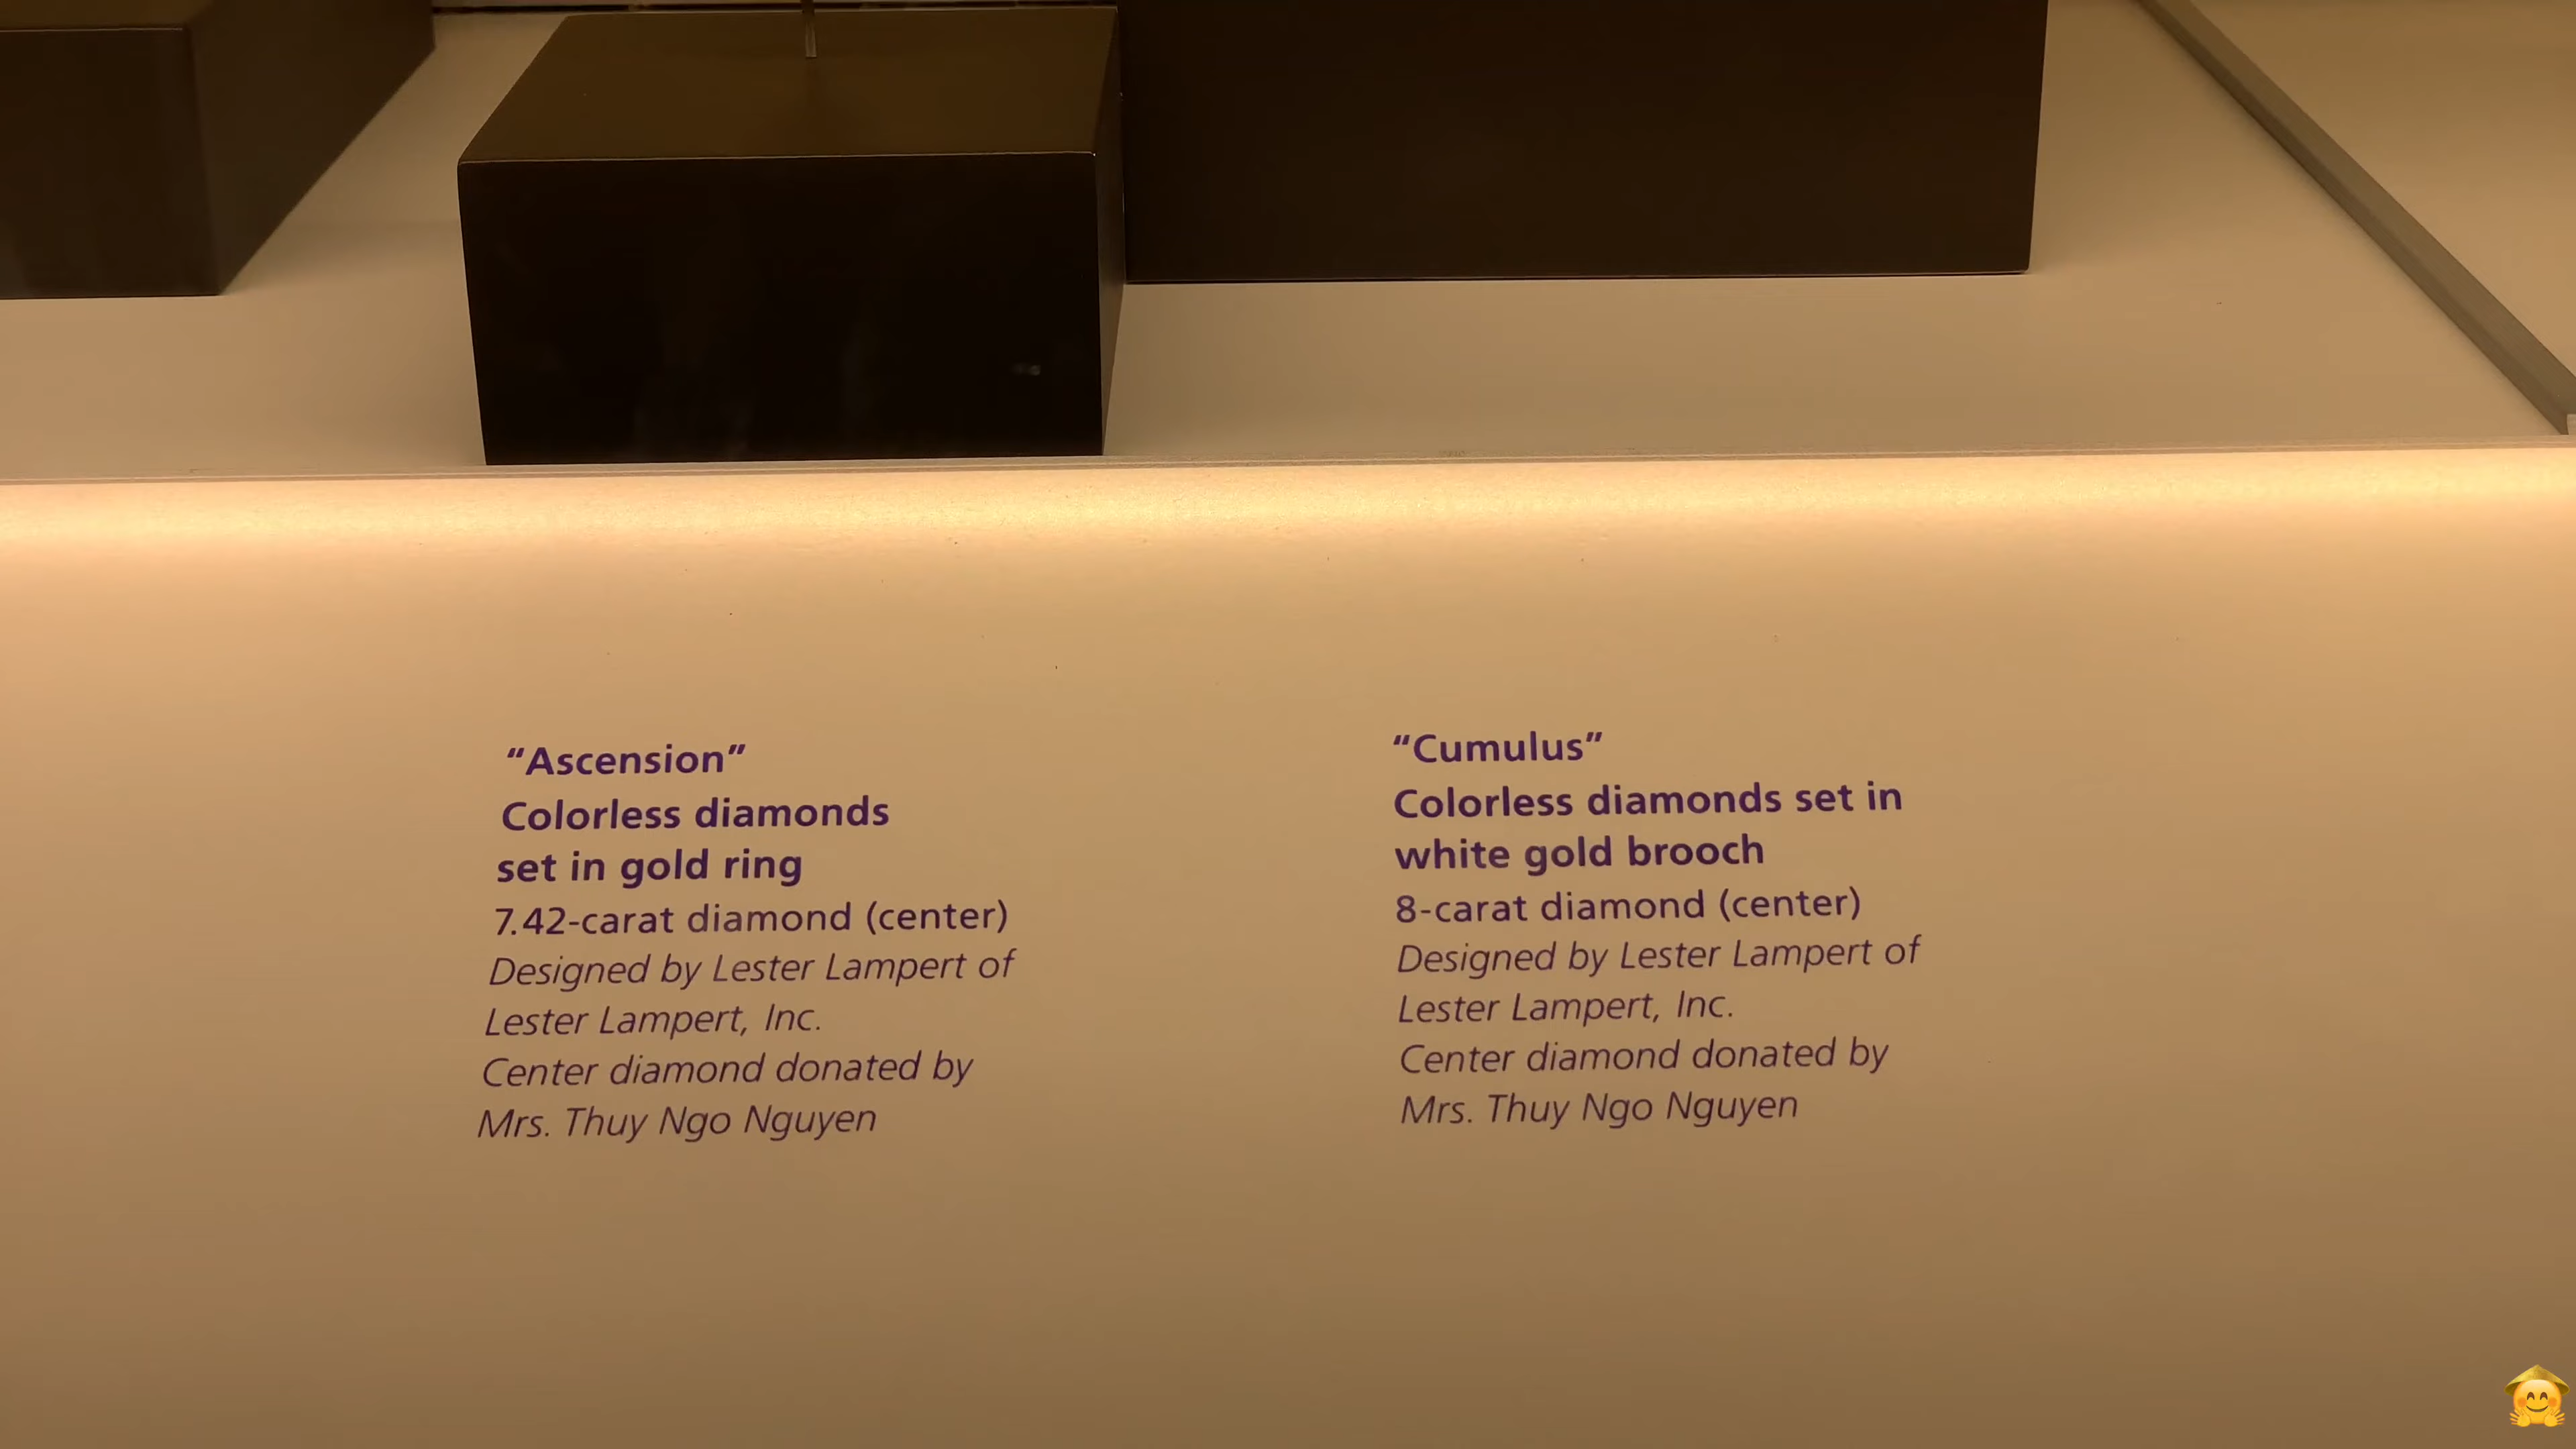 “Ascension”
Colorless diamonds
set in gold ring
7.42-carat diamond (center)
Designed by Lester Lampert of
Lester Lampert, Inc.
Center diamond donated by
Mrs. Thuy Ngo Nguyen
“Cumulus”
Colorless diamonds set in
white gold brooch
8-carat diamond (center)
Designed by Lester Lampert of
Lester Lampert, Inc.
Center diamond donated by
Mrs. Thuy Ngo Nguyen